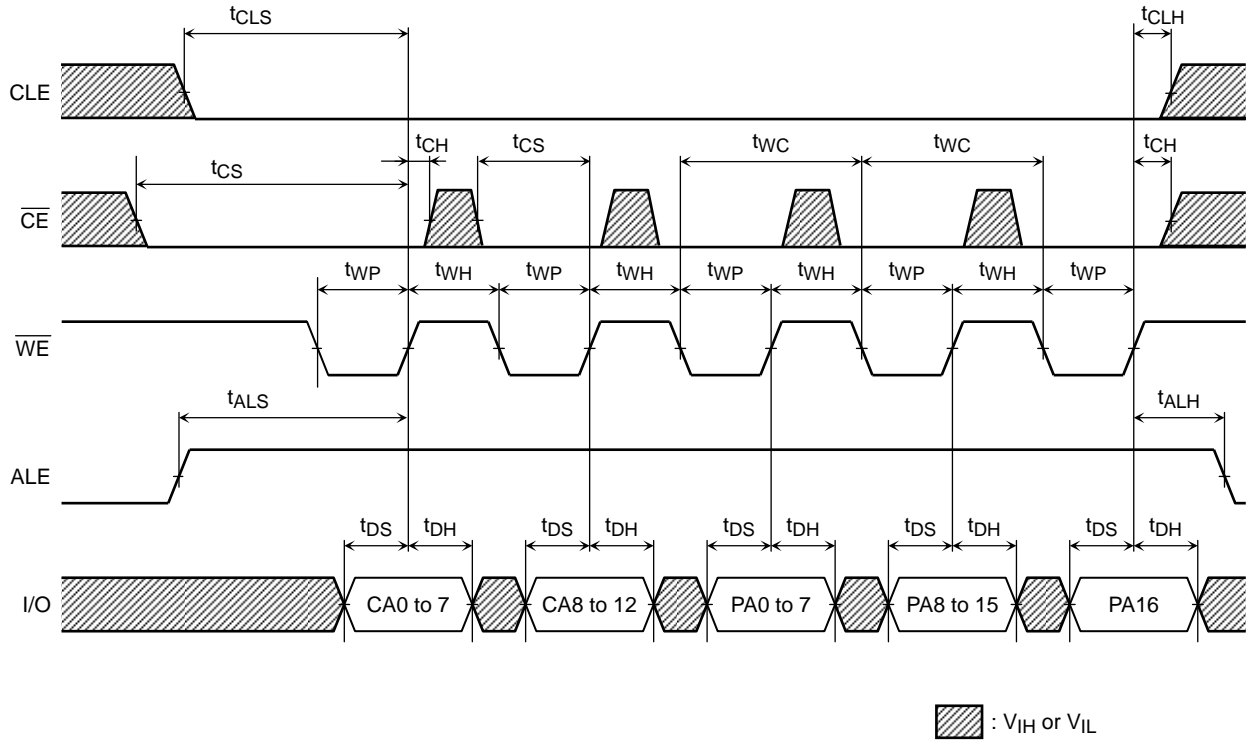 tCLS tCLH
CLE
tCH tCS tWC tWC tCH
tCS
CE
tWP tWH tWP tWH tWP tWH tWP tWH tWP
WE
tALS tALH
ALE
tDS tDH tDS tDH tDS tDH tDS tDH tDS tDH
I/O CA0 to 7 CA8 to 12 PA0 to 7 PA8 to 15 PA16
: VIH or VIL